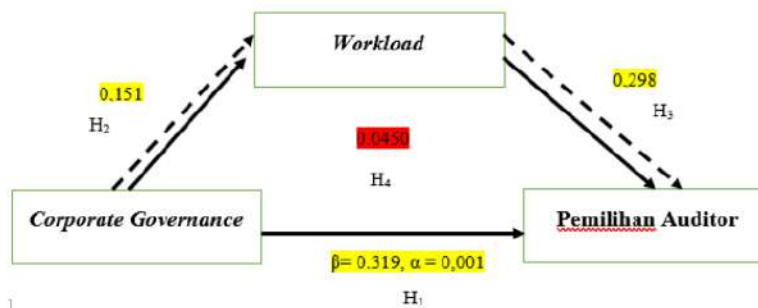 Workload
0.151
0.298
H2
H3
0.0450
H4
Corporate Governance
Pemilihan Auditor
β= 0.319, α = 0,001
H1